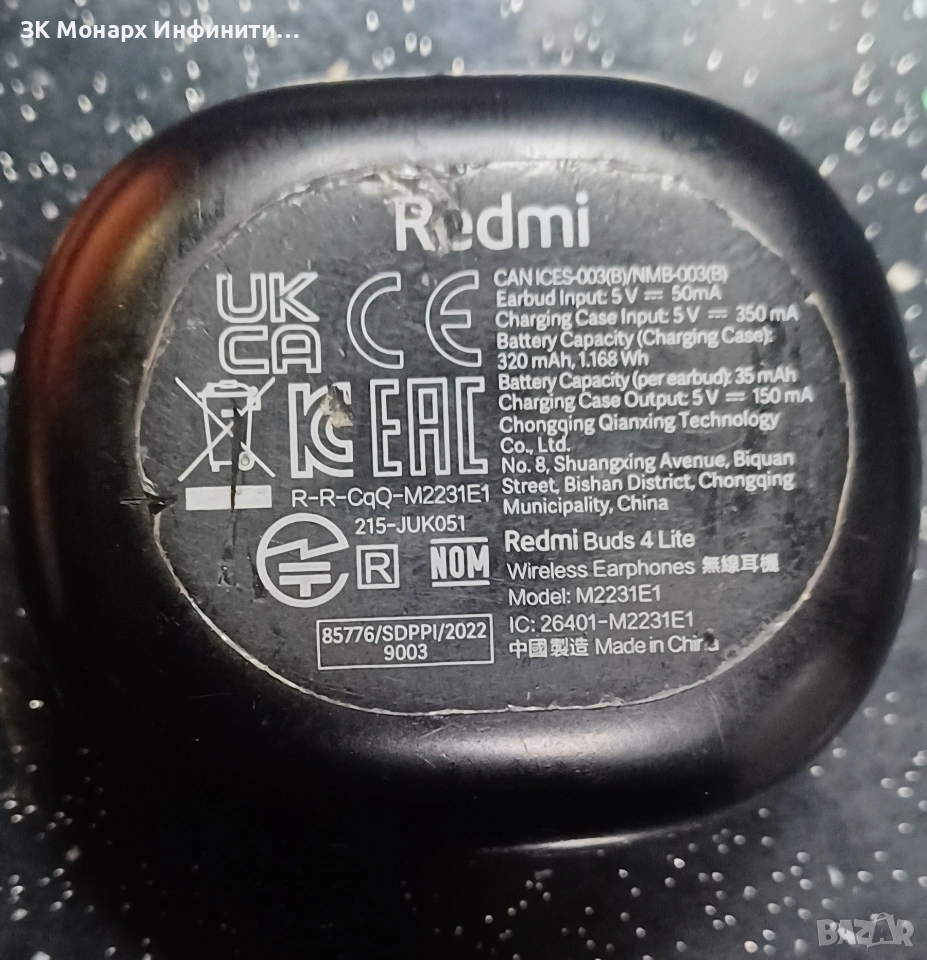 ЗК Монарх Инфинити...
Redmi
UK
CA
CE
EAC
CAN ICES-003(B)/NMB-003(B)
Earbud Input: 5 V ⎓ 50mA
Charging Case Input: 5 V ⎓ 350 mA
Battery Capacity (Charging Case):
320 mAh, 1.168 Wh
Battery Capacity (per earbud): 35 mAh
Charging Case Output: 5 V ⎓ 150 mA
Chongqing Qianxing Technology
Co., Ltd.
No. 8, Shuangxing Avenue, Biquan
Street, Bishan District, Chongqing
Municipality, China
R-R-CqQ-M2231E1
215-JUK051
R
NOM
85776/SDPPI/2022
9003
Redmi Buds 4 Lite
Wireless Earphones 無線耳機
Model: M2231E1
IC: 26401-M2231E1
中國製造 Made in China
BAZAR